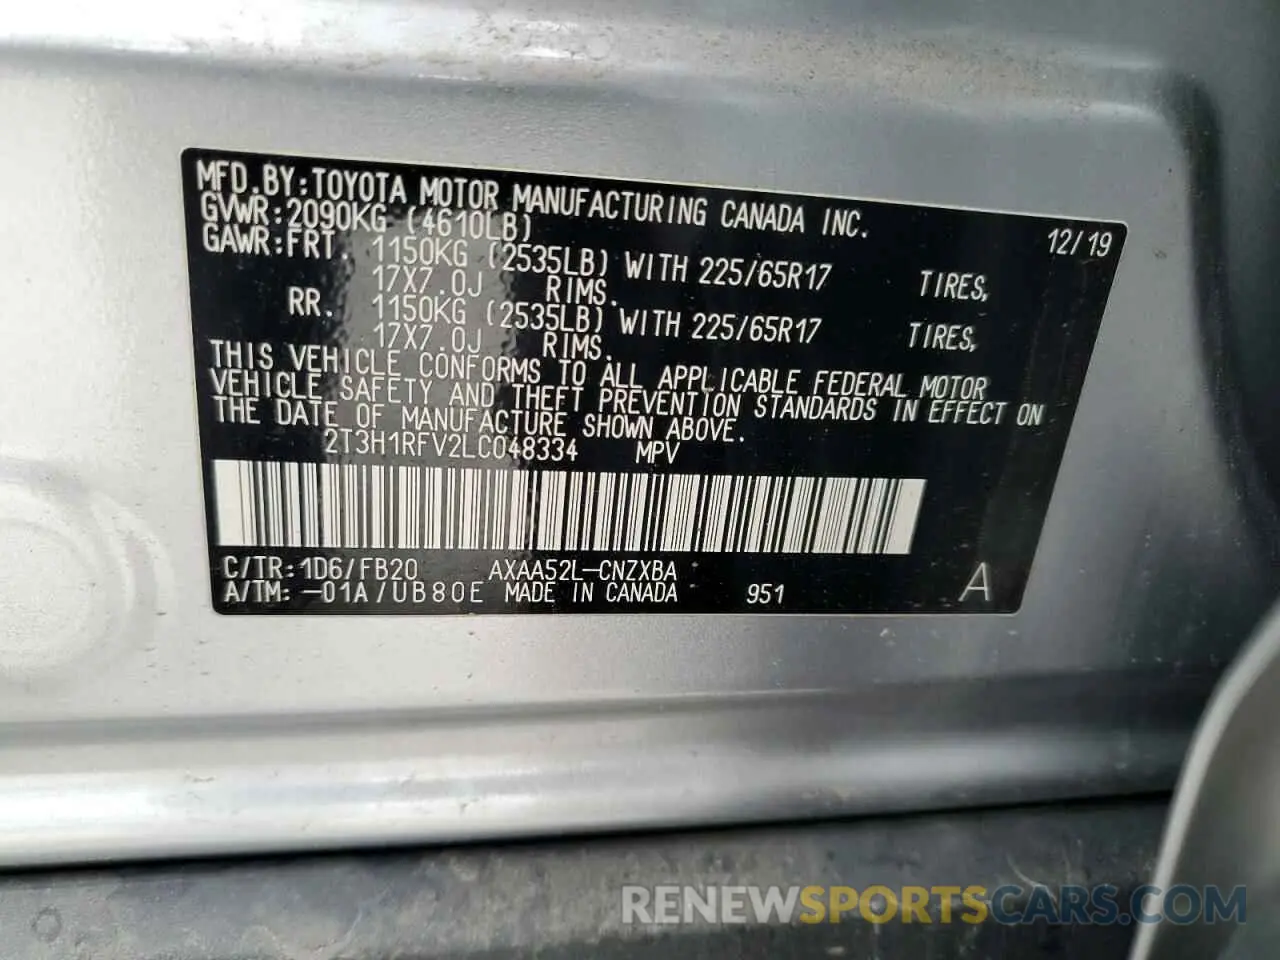 MFD.BY:TOYOTA MOTOR MANUFACTURING CANADA INC.
GVWR:2090KG (4610LB) 12/19
GAWR:FRT. 1150KG (2535LB) WITH 225/65R17 TIRES,
17X7.0J RIMS.
RR. 1150KG (2535LB) WITH 225/65R17 TIRES,
17X7.0J RIMS.
THIS VEHICLE CONFORMS TO ALL APPLICABLE FEDERAL MOTOR
VEHICLE SAFETY AND THEFT PREVENTION STANDARDS IN EFFECT ON
THE DATE OF MANUFACTURE SHOWN ABOVE.
2T3H1RFV2LC048334 MPV
C/TR:1D6/FB20 AXAA52L-CNZXBA
A/TM:-01A/UB80E MADE IN CANADA 951 A
RENEWSPORTSCARS.COM